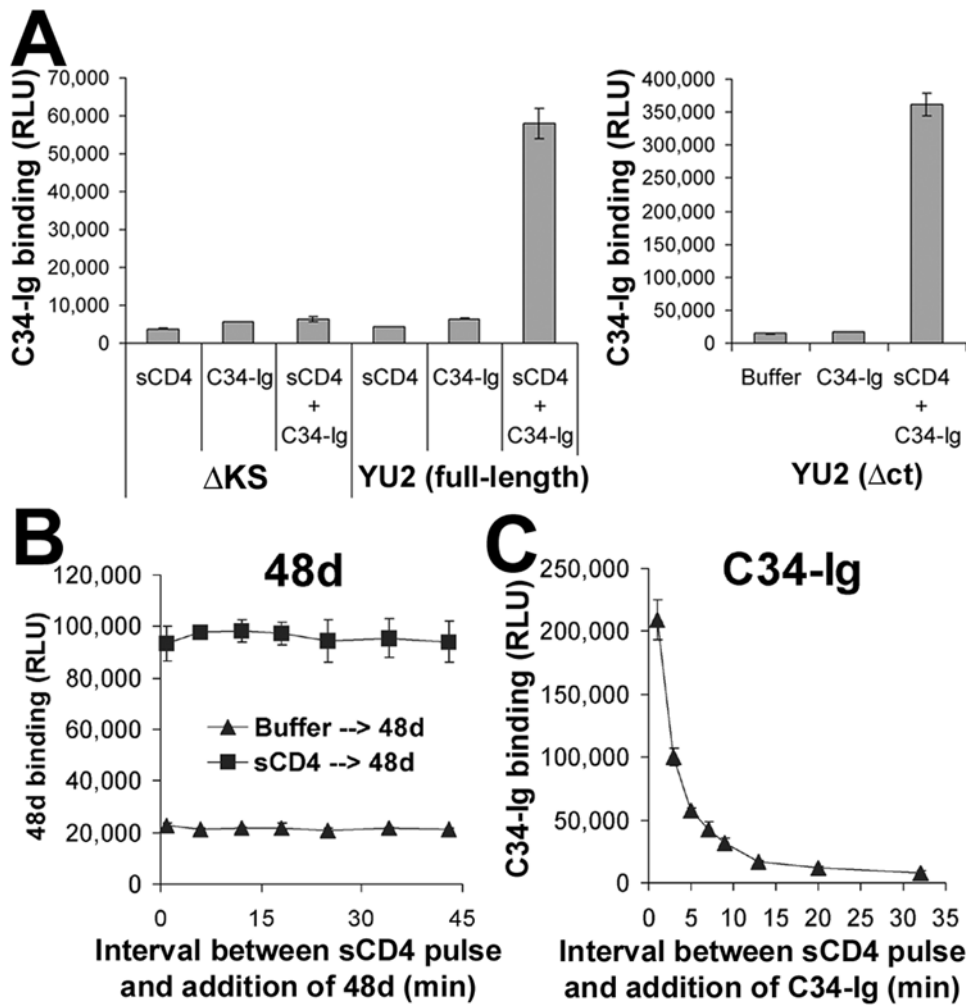 A
C34-Ig binding (RLU)
70,000
60,000
50,000
40,000
30,000
20,000
10,000
0
sCD4
C34-Ig
sCD4
+
C34-Ig
sCD4
C34-Ig
sCD4
+
C34-Ig
ΔKS
YU2 (full-length)
C34-Ig binding (RLU)
400,000
350,000
300,000
250,000
200,000
150,000
100,000
50,000
0
Buffer
C34-Ig
sCD4
+
C34-Ig
YU2 (Δct)
B
48d
48d binding (RLU)
120,000
100,000
80,000
60,000
40,000
20,000
0
Buffer --> 48d
sCD4 --> 48d
0 15 30 45
Interval between sCD4 pulse
and addition of 48d (min)
C
C34-Ig
C34-Ig binding (RLU)
250,000
200,000
150,000
100,000
50,000
0
0 5 10 15 20 25 30 35
Interval between sCD4 pulse
and addition of C34-Ig (min)